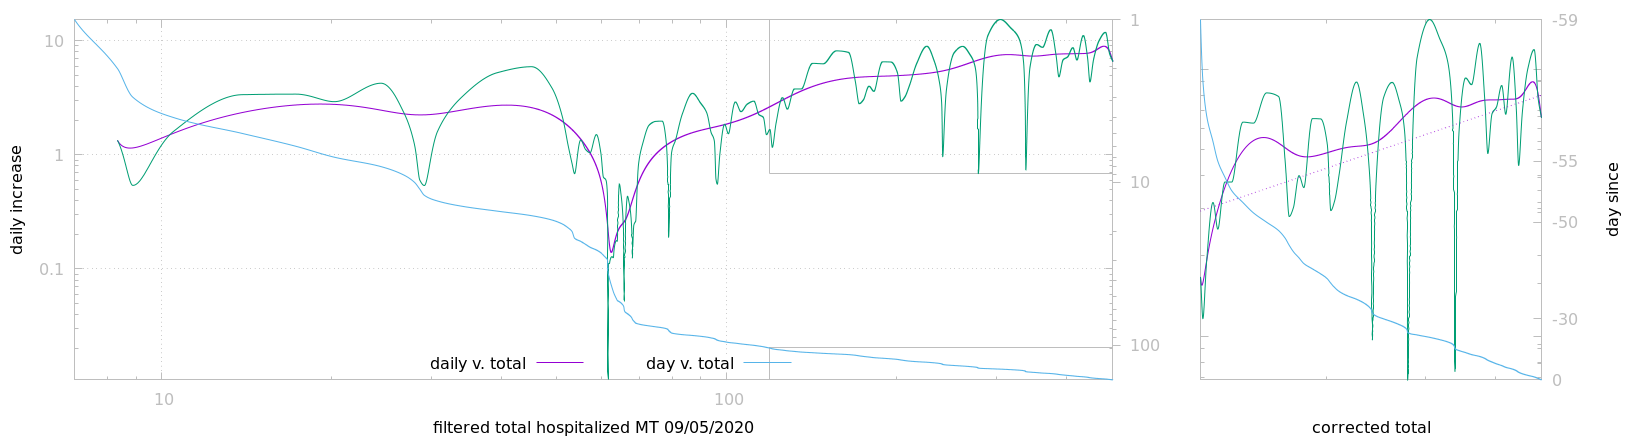 10
1
0.1
daily increase
10
100
1
10
100
daily v. total
day v. total
filtered total hospitalized MT 09/05/2020
-59
-55
-50
-30
0
day since
corrected total